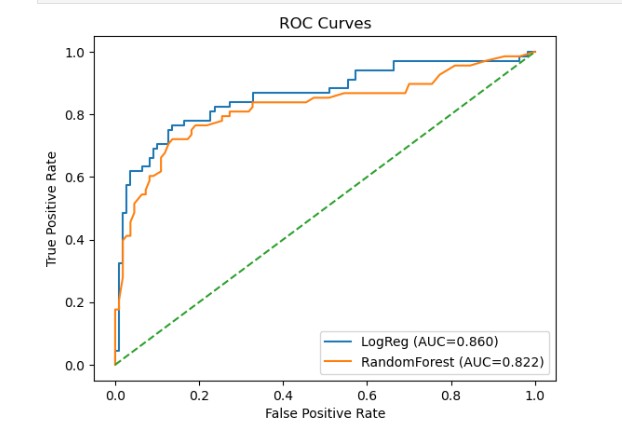 ROC Curves
1.0
0.8
0.6
0.4
0.2
0.0
True Positive Rate
LogReg (AUC=0.860)
RandomForest (AUC=0.822)
0.0 0.2 0.4 0.6 0.8 1.0
False Positive Rate